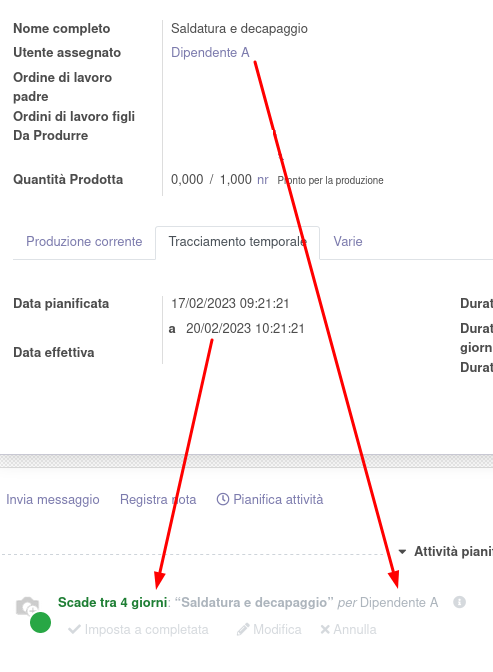 Nome completo Saldatura e decapaggio
Utente assegnato Dipendente A
Ordine di lavoro
padre
Ordini di lavoro figli
Da Produrre
Quantità Prodotta 0,000 / 1,000 nr Pronto per la produzione
Produzione corrente Tracciamento temporale Varie
Data pianificata 17/02/2023 09:21:21 Durat
a 20/02/2023 10:21:21 Durat
giorn
Data effettiva
Durat
Invia messaggio Registra nota Pianifica attività
Attività piani
Scade tra 4 giorni: “Saldatura e decapaggio” per Dipendente A
Imposta a completata Modifica Annulla